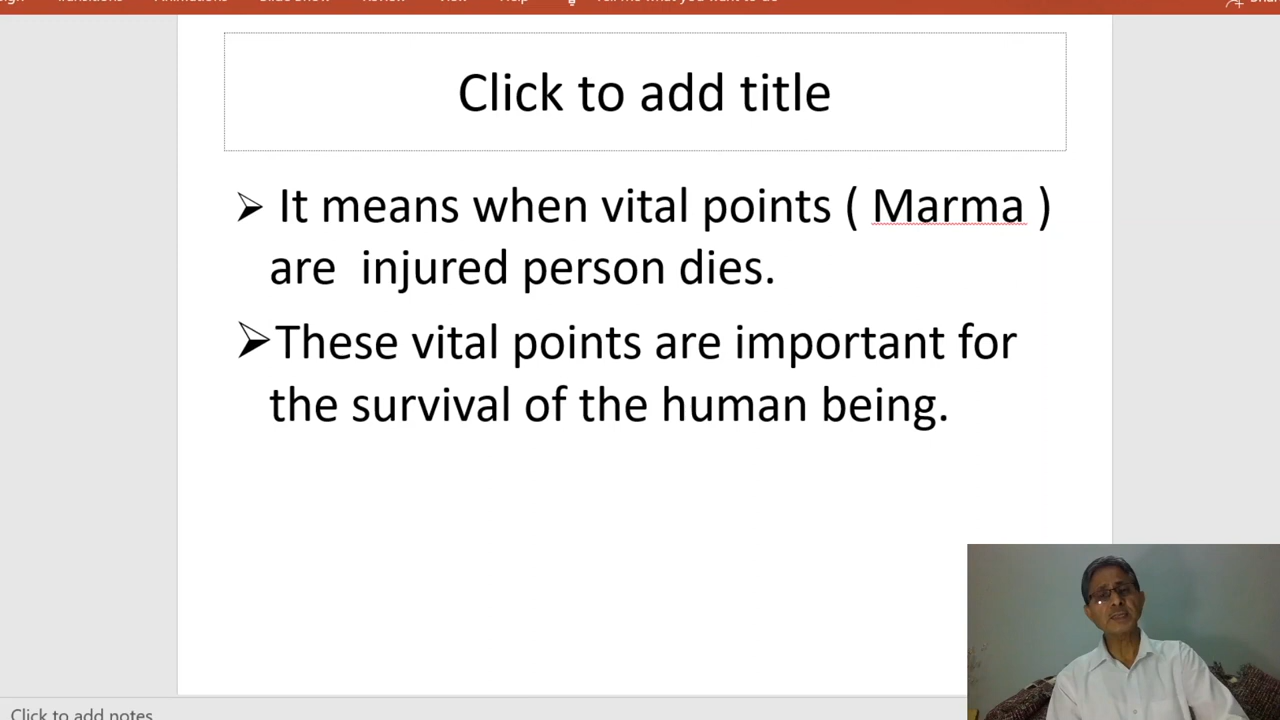 Click to add title
➢ It means when vital points ( Marma )
are injured person dies.
➢These vital points are important for
the survival of the human being.
Click to add notes